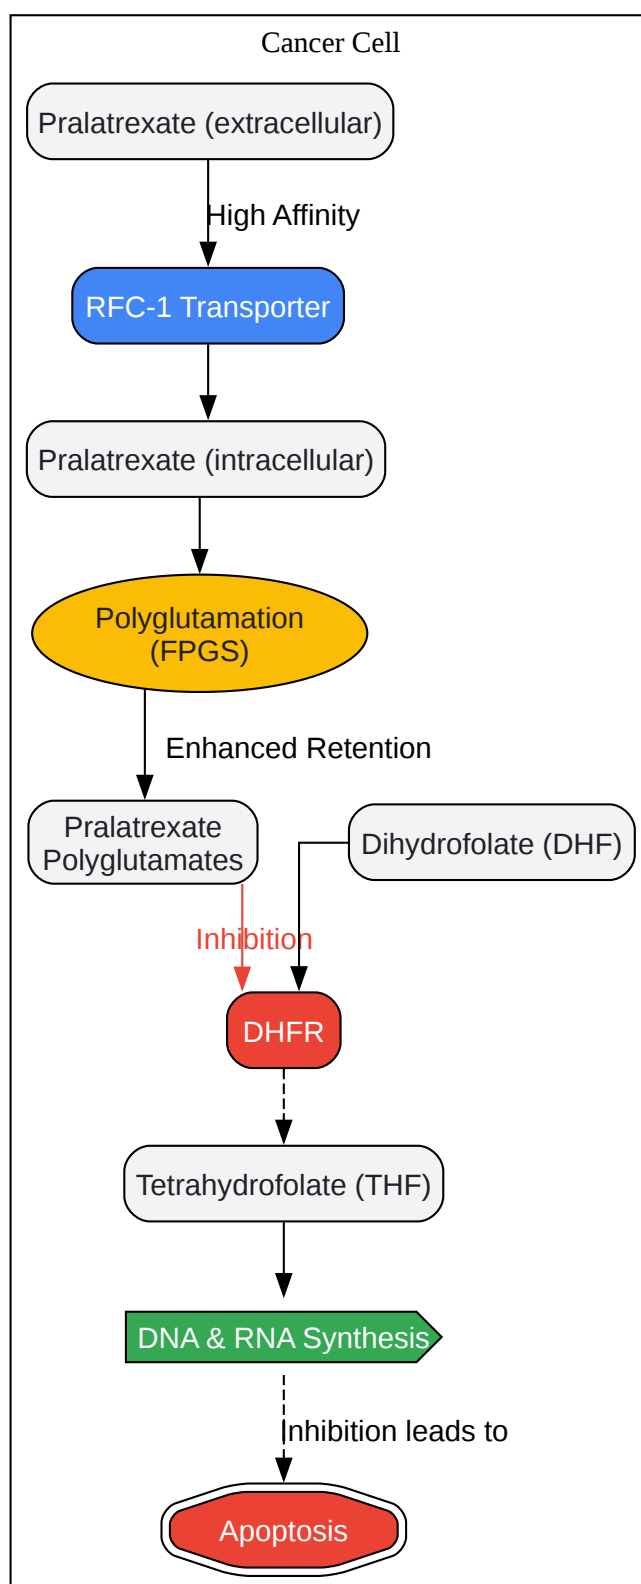 Cancer Cell
Pralatrexate (extracellular)
High Affinity
RFC-1 Transporter
Pralatrexate (intracellular)
Polyglutamation
(FPGS)
Enhanced Retention
Pralatrexate
Polyglutamates
Dihydrofolate (DHF)
Inhibition
DHFR
Tetrahydrofolate (THF)
DNA & RNA Synthesis
Inhibition leads to
Apoptosis